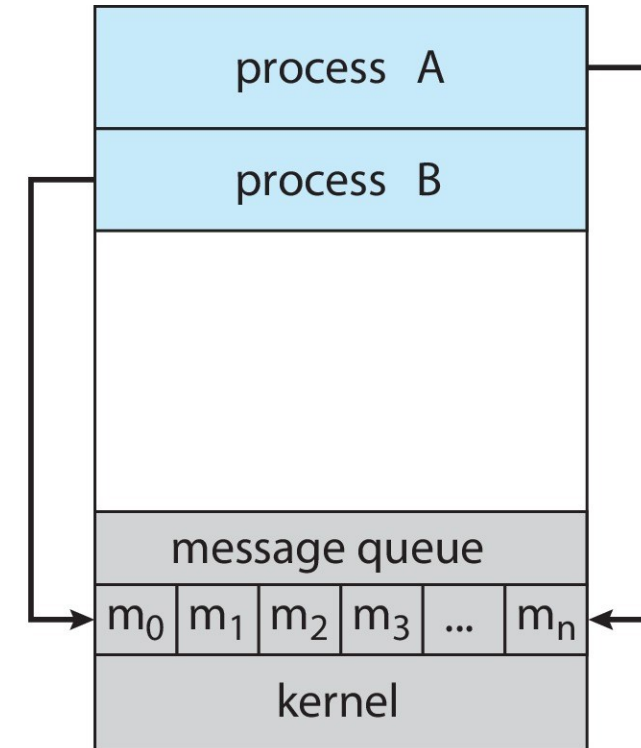 process A
process B
message queue
m₀ m₁ m₂ m₃ ... mₙ
kernel